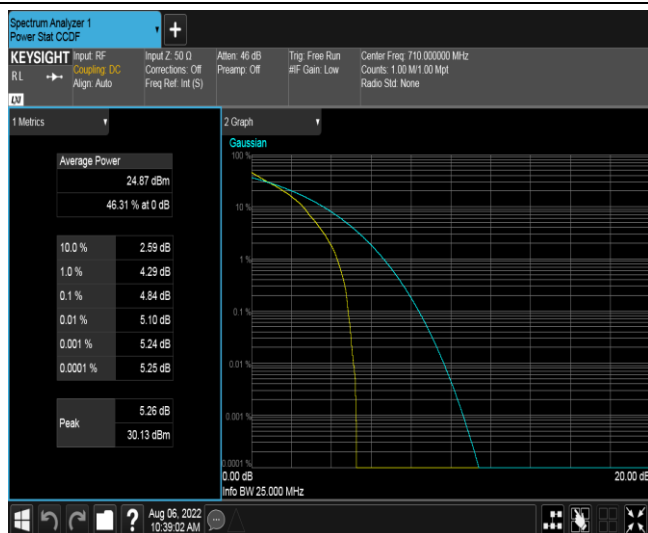 Spectrum Analyzer 1
Power Stat CCDF
+
KEYSIGHT Input: RF Input Z: 50 Ω Atten: 46 dB Trig: Free Run Center Freq: 710.000000 MHz
RL Coupling: DC Corrections: Off Preamp: Off #IF Gain: Low Counts: 1.00 M/1.00 Mpt
Align: Auto Freq Ref: Int (S) Radio Std: None
LXI
1 Metrics
Average Power
24.87 dBm
46.31 % at 0 dB
10.0 % 2.59 dB
1.0 % 4.29 dB
0.1 % 4.84 dB
0.01 % 5.10 dB
0.001 % 5.24 dB
0.0001 % 5.25 dB
Peak 5.26 dB
30.13 dBm
2 Graph
Gaussian
100 %
10 %
1 %
0.1 %
0.01 %
0.001 %
0.0001 %
0.00 dB 20.00 dB
Info BW 25.000 MHz
? Aug 06, 2022
10:39:02 AM